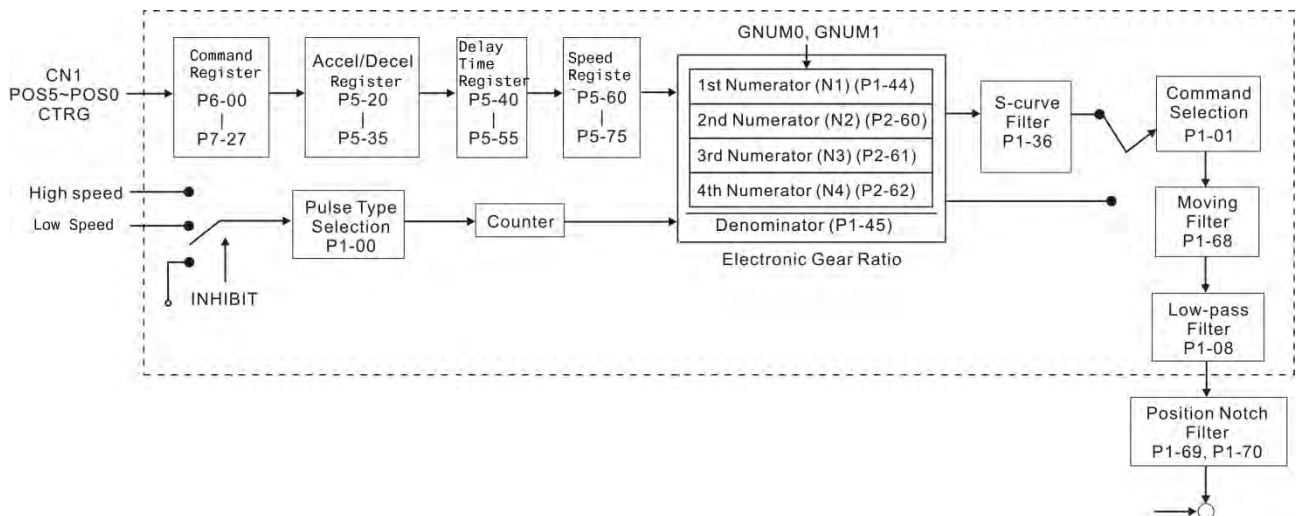 CN1
POS5~POS0
CTRG
Command
Register
P6-00
P7-27
Accel/Decel
Register
P5-20
P5-35
Delay
Time
Register
P5-40
P5-55
Speed
Registe
P5-60
P5-75
GNUM0, GNUM1
1st Numerator (N1) (P1-44)
2nd Numerator (N2) (P2-60)
3rd Numerator (N3) (P2-61)
4th Numerator (N4) (P2-62)
Denominator (P1-45)
Electronic Gear Ratio
S-curve
Filter
P1-36
Command
Selection
P1-01
High speed
Low Speed
INHIBIT
Pulse Type
Selection
P1-00
Counter
Moving
Filter
P1-68
Low-pass
Filter
P1-08
Position Notch
Filter
P1-69, P1-70